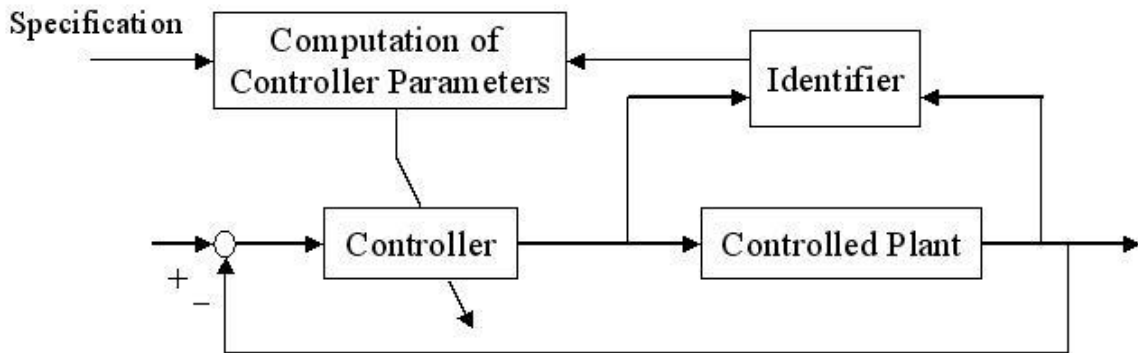 Specification
Computation of
Controller Parameters
Identifier
Controller
Controlled Plant
+
−